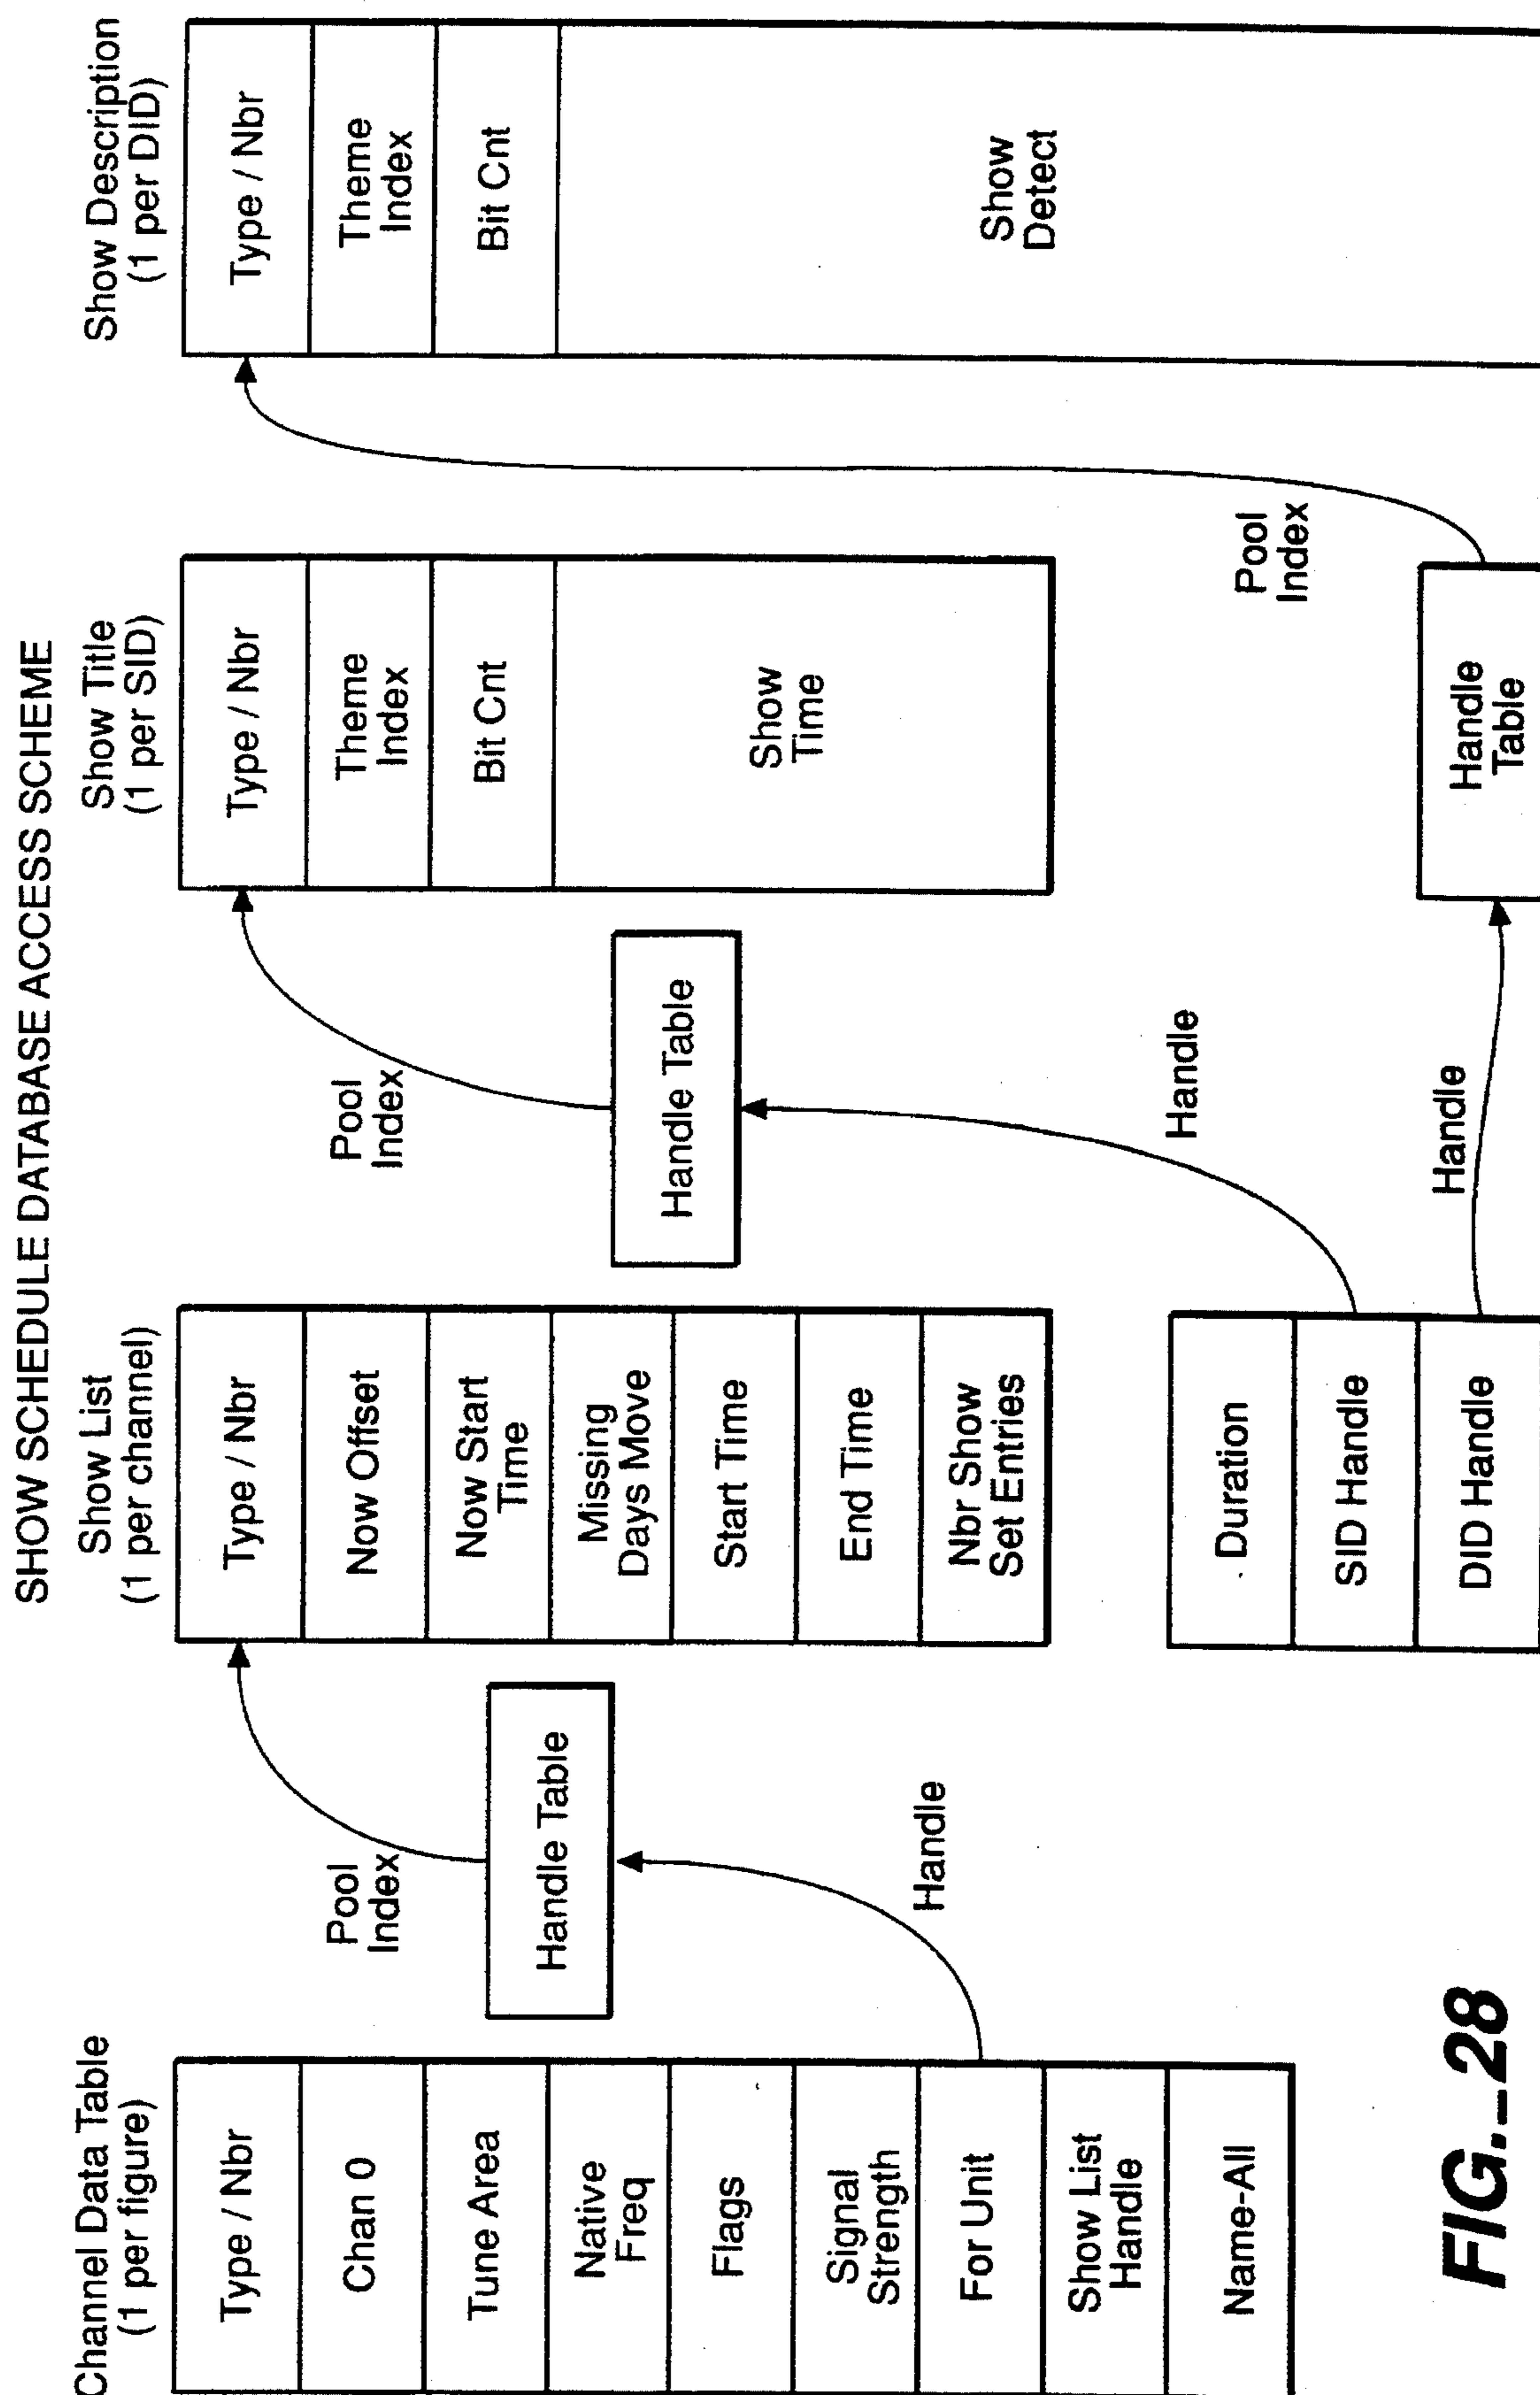 SHOW SCHEDULE DATABASE ACCESS SCHEME
Channel Data Table
(1 per figure)
Type / Nbr
Chan 0
Tune Area
Native
Freq
Flags
Signal
Strength
For Unit
Show List
Handle
Name-All
Pool
Index
Handle Table
Handle
Show List
(1 per channel)
Type / Nbr
Now Offset
Now Start
Time
Missing
Days Move
Start Time
End Time
Nbr Show
Set Entries
Duration
SID Handle
DID Handle
Pool
Index
Handle Table
Handle
Handle
Show Title
(1 per SID)
Type / Nbr
Theme
Index
Bit Cnt
Show
Time
Pool
Index
Handle
Table
Show Description
(1 per DID)
Type / Nbr
Theme
Index
Bit Cnt
Show
Detect
FIG._28